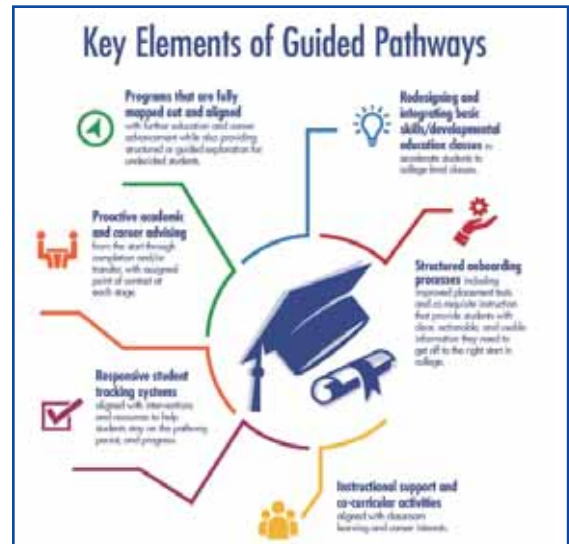 Key Elements of Guided Pathways
Programs that are fully
mapped out and aligned
with further education and career
advancement while also providing
structured or guided exploration for
undecided students.
Redesigning and
integrating basic
skills/developmental
education classes to
accelerate students to
college level classes.
Proactive academic
and career advising
from the start through
completion and/or
transfer, with assigned
point of contact at
each stage.
Structured onboarding
processes including
improved placement tests
and co-requisite instruction
that provide students with
clear, actionable, and usable
information they need to
get off to the right start in
college.
Responsive student
tracking systems
aligned with interventions
and resources to help
students stay on the pathway,
persist, and progress.
Instructional support and
co-curricular activities
aligned with classroom
learning and career interests.